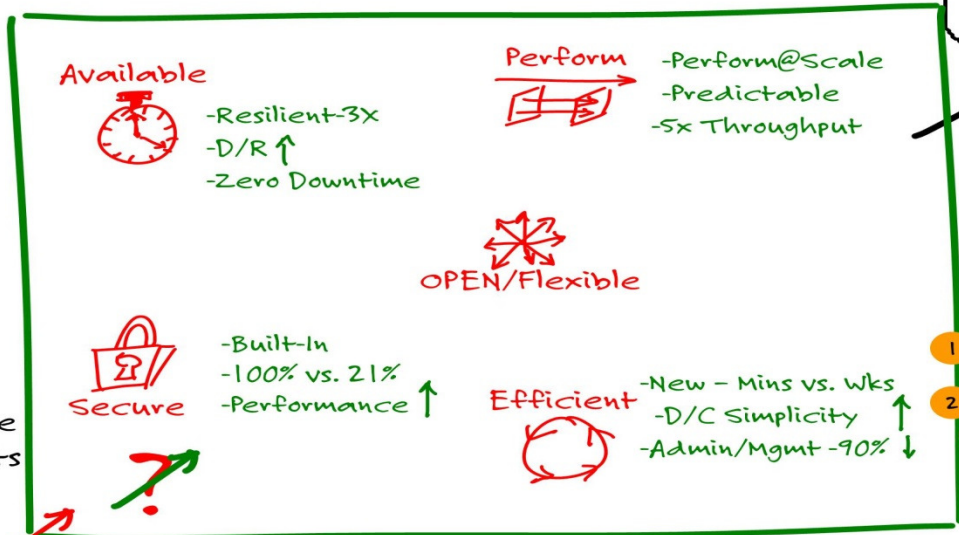 Available
-Resilient-3X
-D/R ↑
-Zero Downtime
Perform
-Perform@Scale
-Predictable
-5x Throughput
OPEN/Flexible
Secure
-Built-In
-100% vs. 21%
-Performance ↑
Efficient
-New – Mins vs. Wks
-D/C Simplicity ↑
-Admin/Mgmt -90% ↓
?
1
2